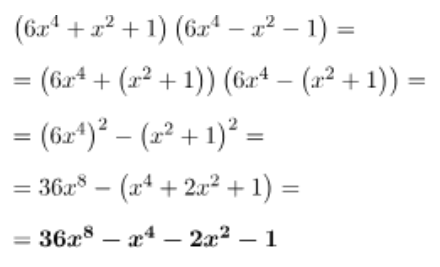 (6x⁴ + x² + 1) (6x⁴ − x² − 1) =
= (6x⁴ + (x² + 1)) (6x⁴ − (x² + 1)) =
= (6x⁴)² − (x² + 1)² =
= 36x⁸ − (x⁴ + 2x² + 1) =
= 36x⁸ − x⁴ − 2x² − 1